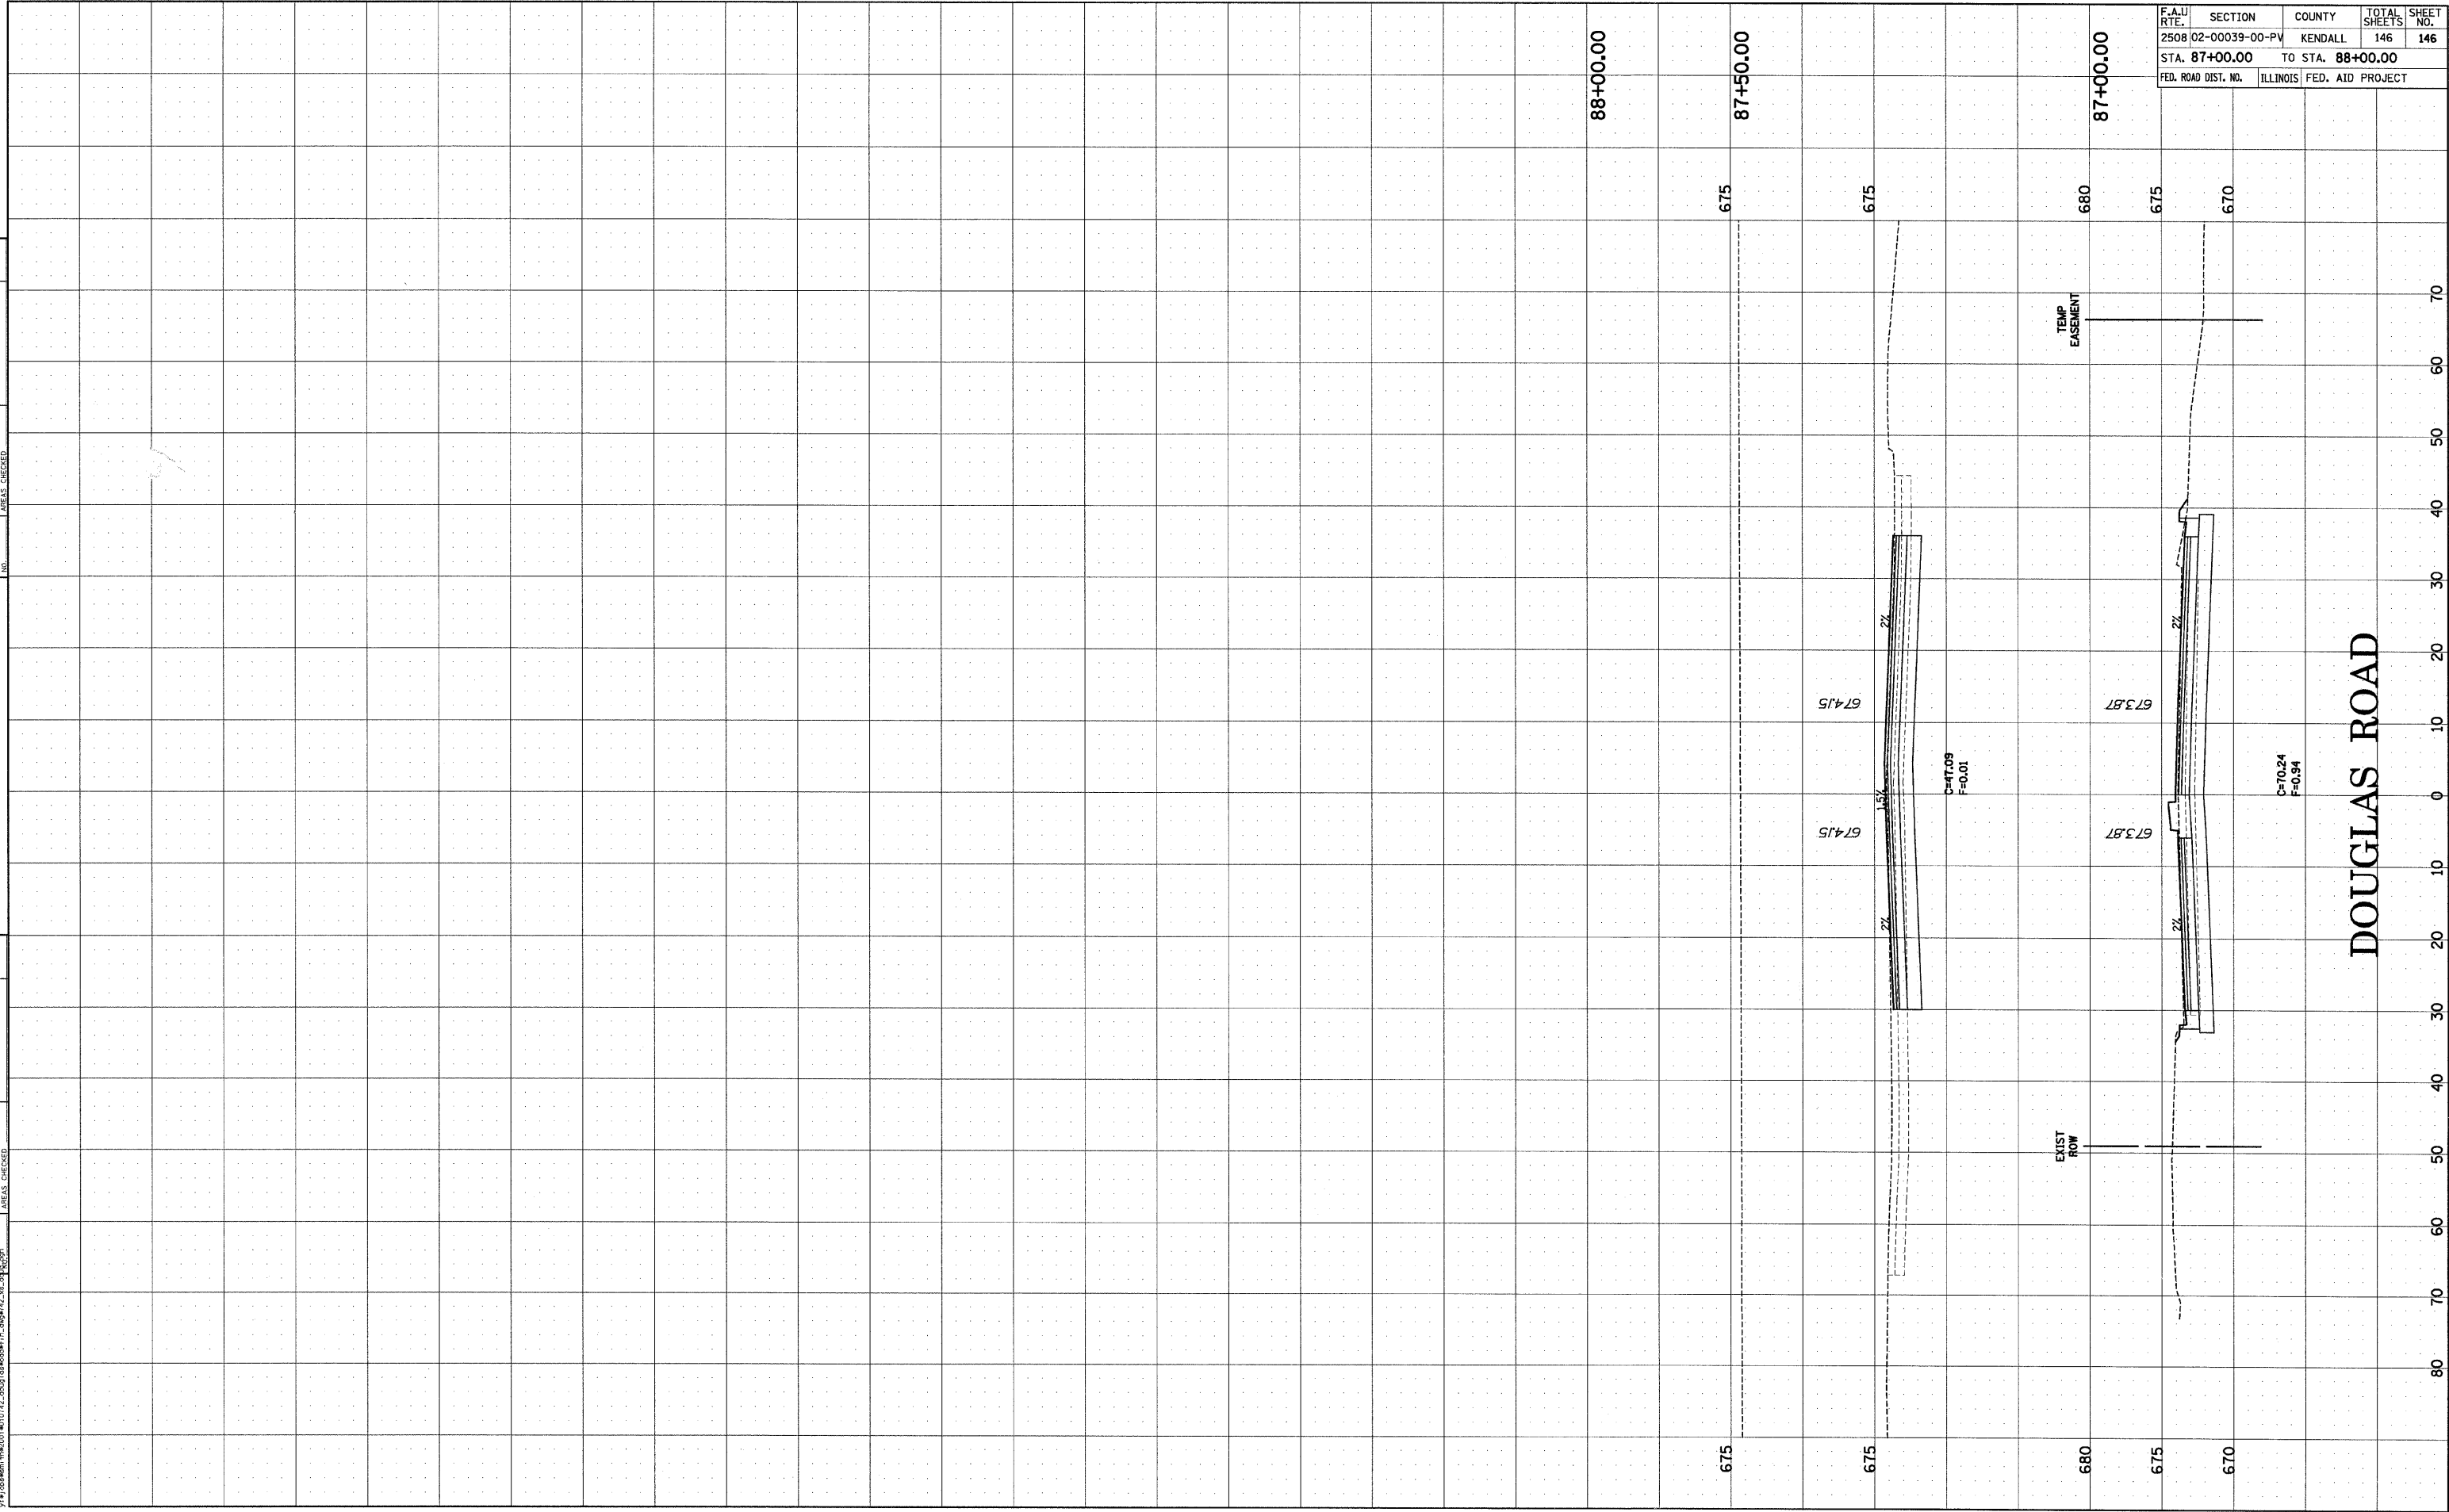 F.A.U RTE. SECTION COUNTY TOTAL SHEETS SHEET NO.
2508 02-00039-00-PV KENDALL 146 146
STA. 87+00.00 TO STA. 88+00.00
FED. ROAD DIST. NO. ILLINOIS FED. AID PROJECT
88+00.00
87+50.00
87+00.00
675
675
680
675
670
TEMP
EASEMENT
2%
2%
674.15
673.87
1.5%
C=47.09
F=0.01
C=70.24
F=0.94
674.15
673.87
2%
2%
EXIST
ROW
DOUGLAS ROAD
70
60
50
40
30
20
10
0
10
20
30
40
50
60
70
80
675
675
680
675
670
NO. AREAS CHECKED
AREAS CHECKED